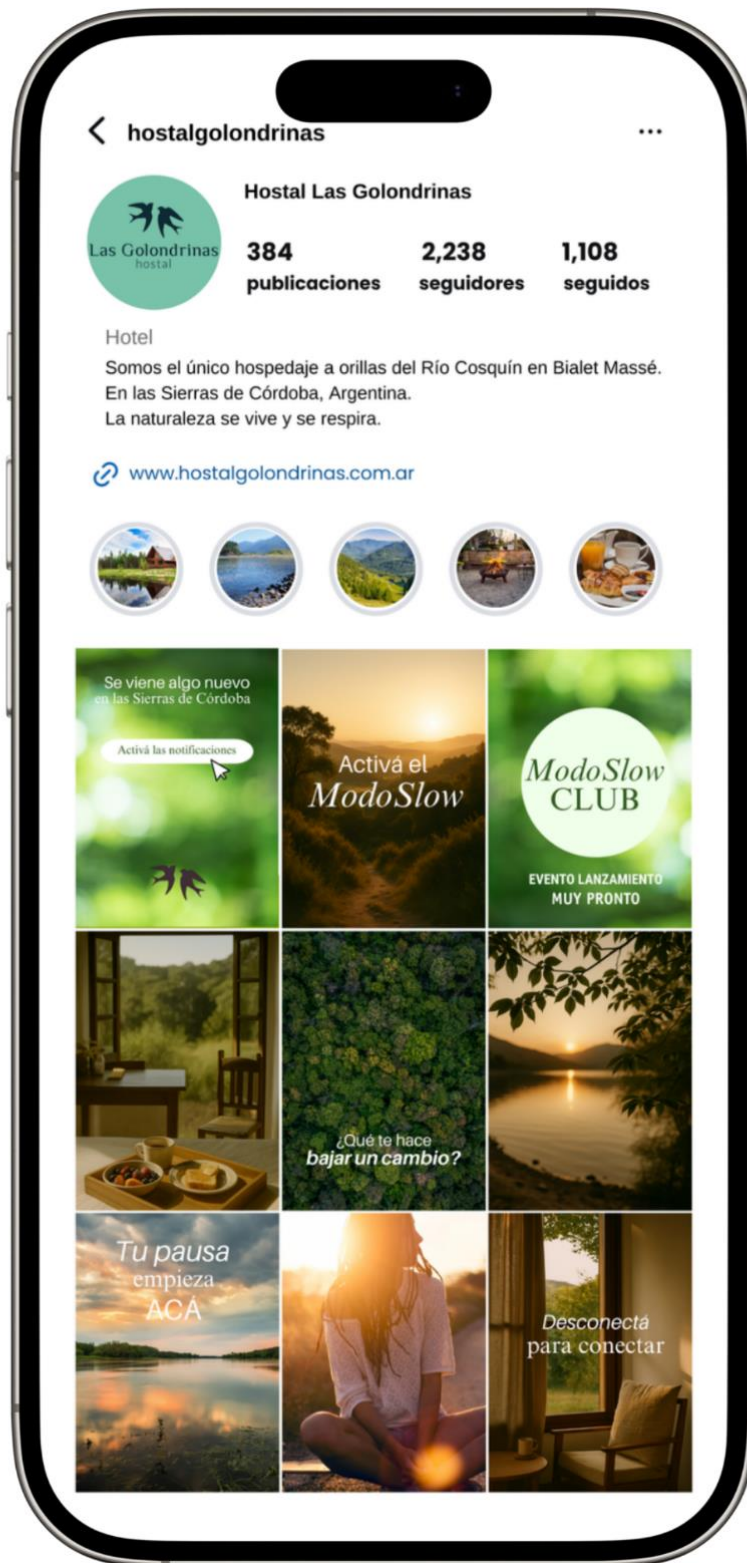 hostalgolondrinas
...
Las Golondrinas
hostal
Hostal Las Golondrinas
384
publicaciones
2,238
seguidores
1,108
seguidos
Hotel
Somos el único hospedaje a orillas del Río Cosquín en Bialet Massé.
En las Sierras de Córdoba, Argentina.
La naturaleza se vive y se respira.
www.hostalgolondrinas.com.ar
Se viene algo nuevo
en las Sierras de Córdoba
Activá las notificaciones
Activá el
ModoSlow
ModoSlow
CLUB
EVENTO LANZAMIENTO
MUY PRONTO
¿Qué te hace
bajar un cambio?
Tu pausa
empieza
ACÁ
Desconectá
para conectar